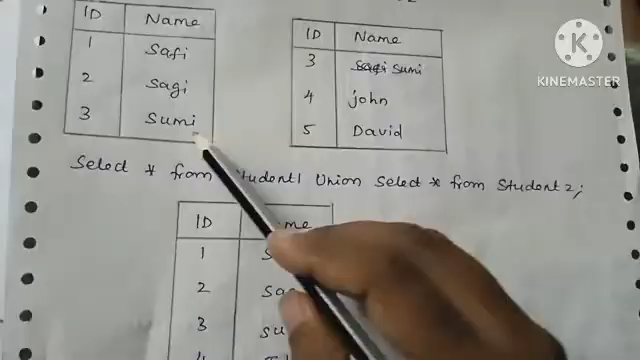 ID Name
1 Safi
2 Sagi
3 Sumi
ID Name
3 Sumi
4 john
5 David
KINEMASTER
Select * from Student1 Union Select * from Student2;
ID
1
2
3
4